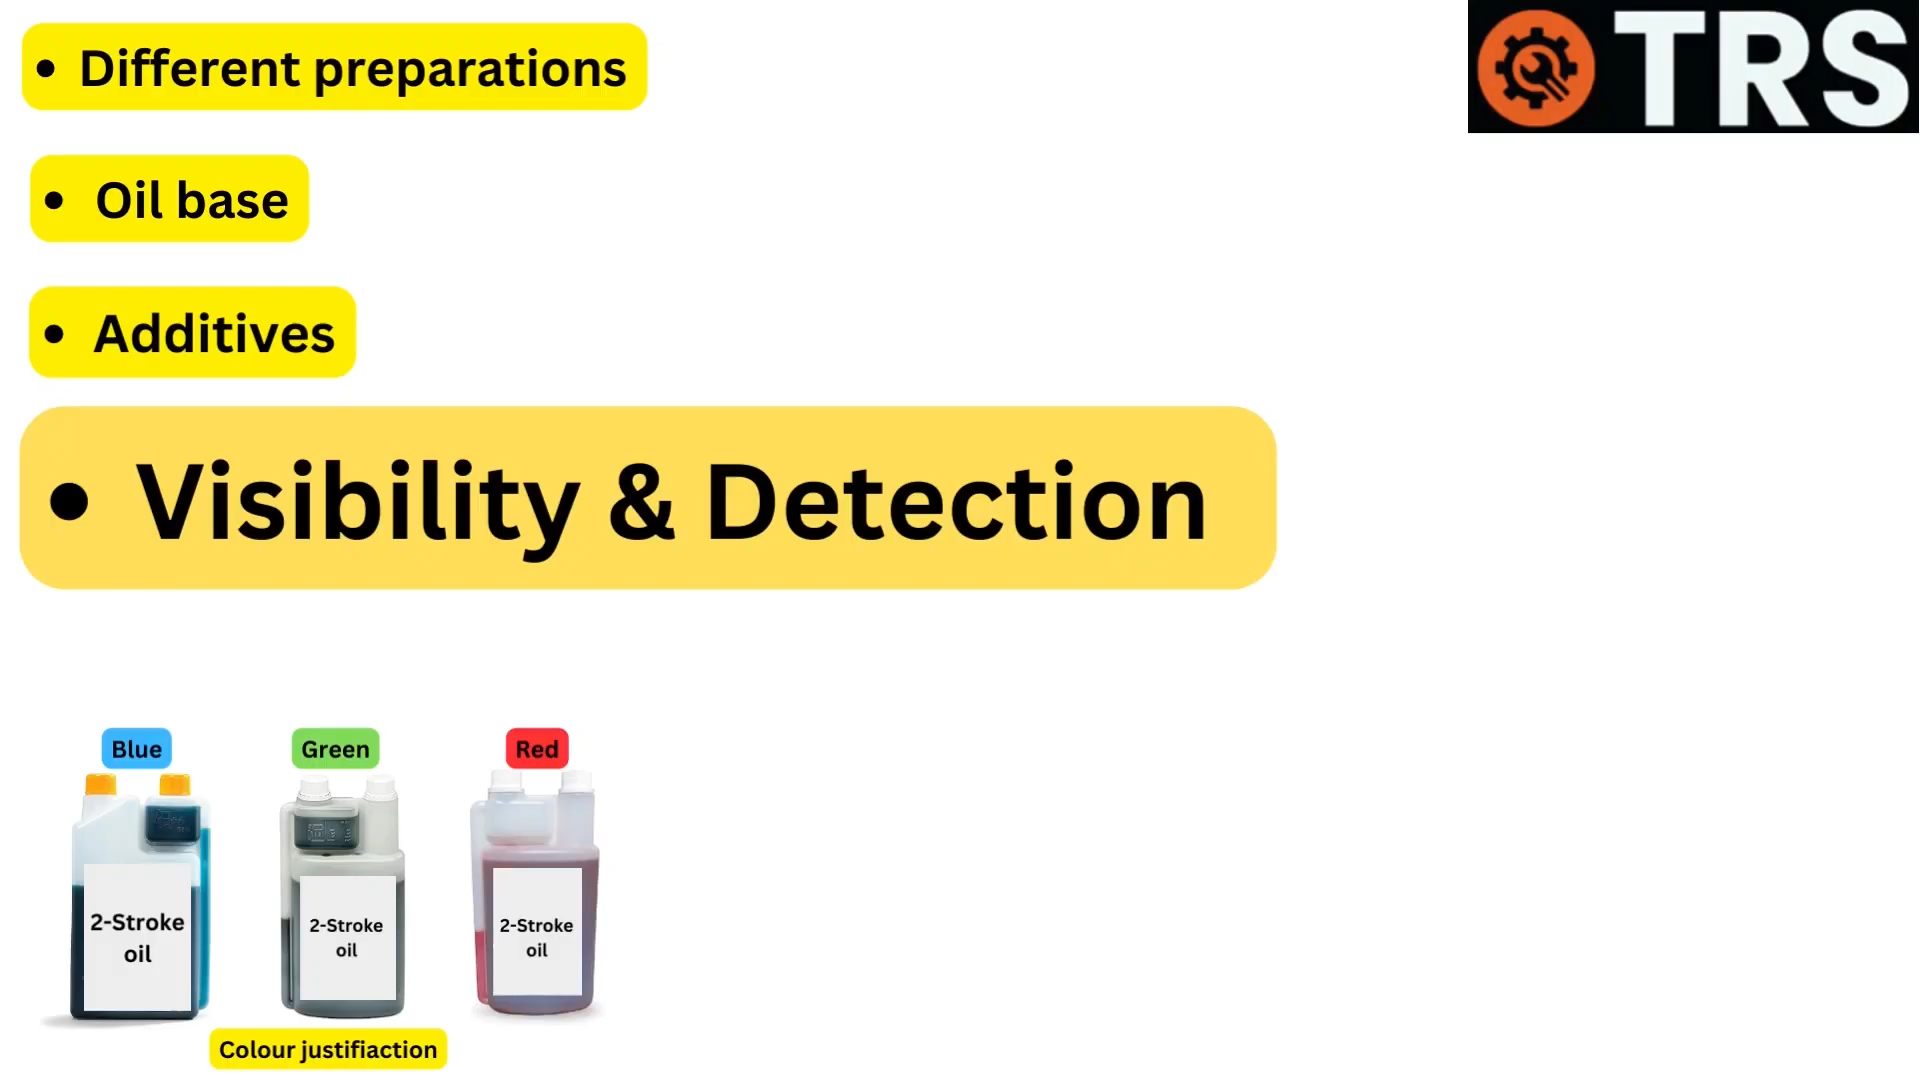 • Different preparations
TRS
• Oil base
• Additives
• Visibility & Detection
Blue
Green
Red
2-Stroke
oil
2-Stroke
oil
2-Stroke
oil
Colour justifiaction